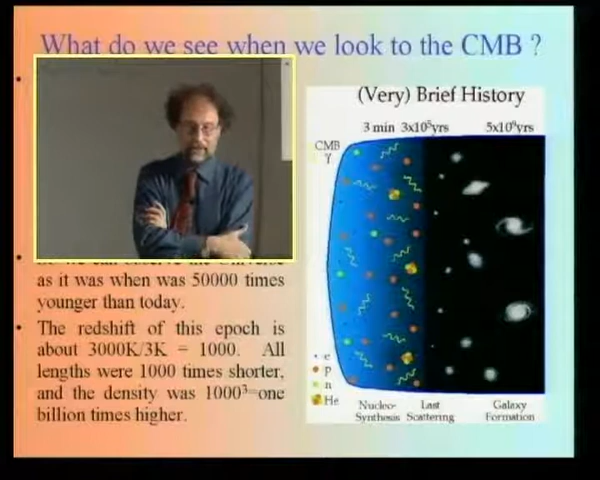 What do we see when we look to the CMB ?
(Very) Brief History
3 min 3x10⁵yrs 5x10⁹yrs
CMB
γ
as it was when was 50000 times
younger than today.
• The redshift of this epoch is
about 3000K/3K = 1000. All
lengths were 1000 times shorter,
and the density was 1000³=one
billion times higher.
e
p
n
He
Nucleo-
Synthesis
Last
Scattering
Galaxy
Formation